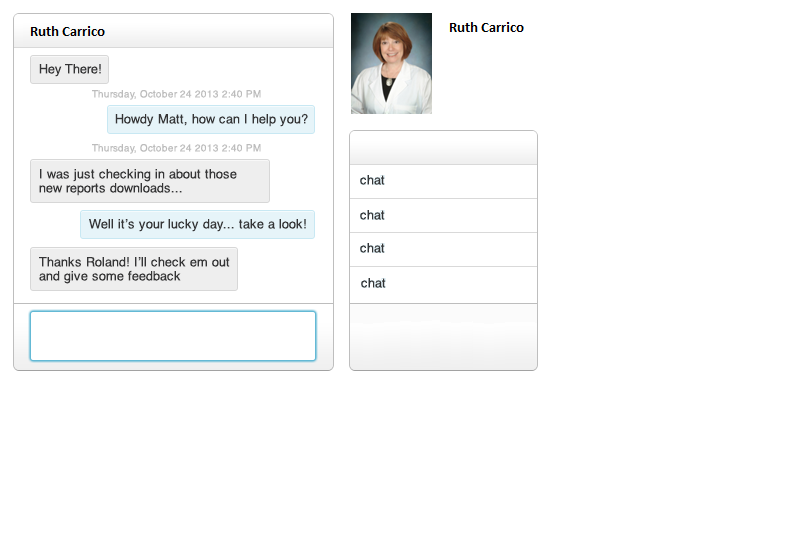 Ruth Carrico
Hey There!
Thursday, October 24 2013 2:40 PM
Howdy Matt, how can I help you?
Thursday, October 24 2013 2:40 PM
I was just checking in about those
new reports downloads...
Well it's your lucky day... take a look!
Thanks Roland! I'll check em out
and give some feedback
Ruth Carrico
chat
chat
chat
chat